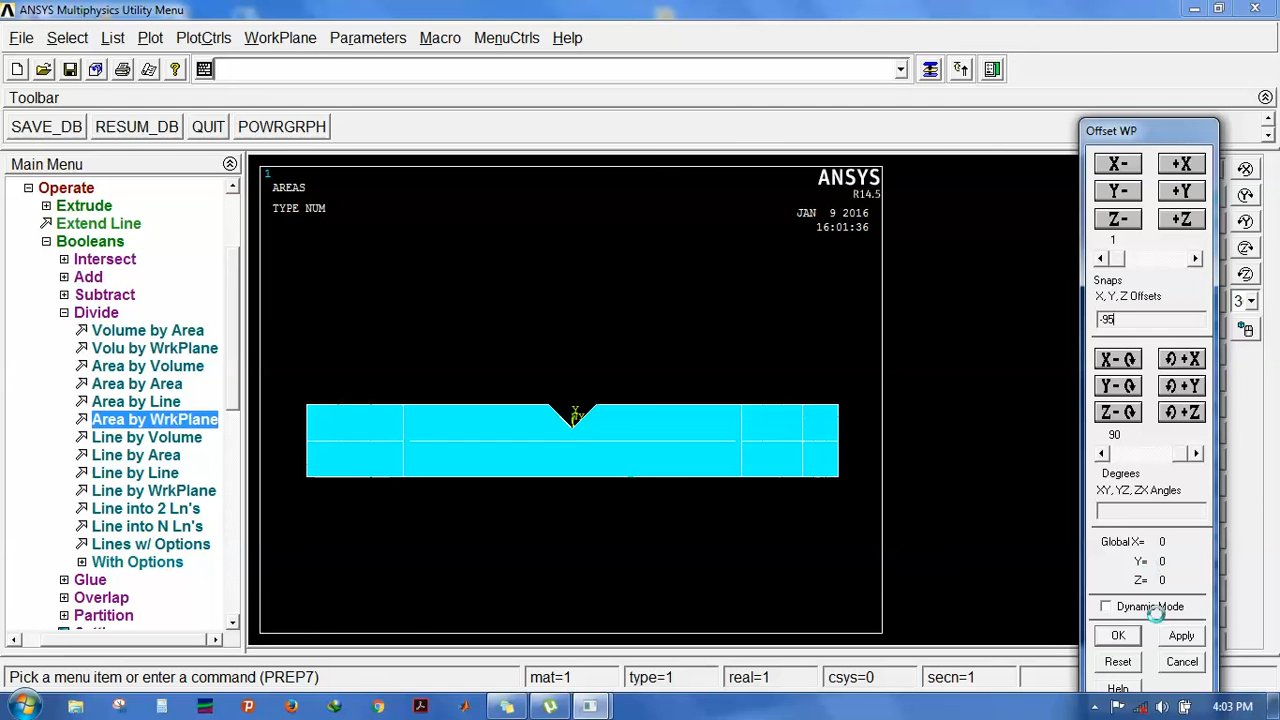 ANSYS Multiphysics Utility Menu
File Select List Plot PlotCtrls WorkPlane Parameters Macro MenuCtrls Help
Toolbar
SAVE_DB RESUM_DB QUIT POWRGRPH
Main Menu
Operate
Extrude
Extend Line
Booleans
Intersect
Add
Subtract
Divide
Volume by Area
Volu by WrkPlane
Area by Volume
Area by Area
Area by Line
Area by WrkPlane
Line by Volume
Line by Area
Line by Line
Line by WrkPlane
Line into 2 Ln's
Line into N Ln's
Lines w/ Options
With Options
Glue
Overlap
Partition
1
AREAS
TYPE NUM
ANSYS
R14.5
JAN 9 2016
16:01:36
Offset WP
X- +X
Y- +Y
Z- +Z
1
Snaps
X, Y, Z Offsets
-95
X- +X
Y- +Y
Z- +Z
90
Degrees
XY, YZ, ZX Angles
Global X= 0
Y= 0
Z= 0
Dynamic Mode
OK Apply
Reset Cancel
Help
3
Pick a menu item or enter a command (PREP7) mat=1 type=1 real=1 csys=0 secn=1
4:03 PM